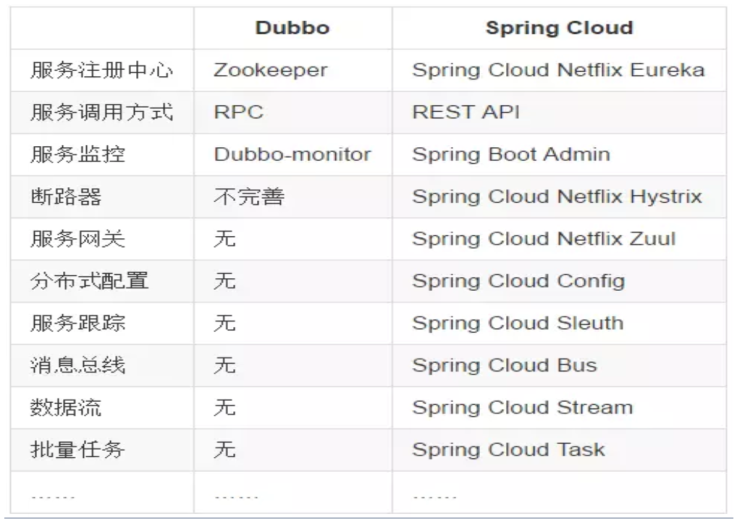 Dubbo Spring Cloud
服务注册中心 Zookeeper Spring Cloud Netflix Eureka
服务调用方式 RPC REST API
服务监控 Dubbo-monitor Spring Boot Admin
断路器 不完善 Spring Cloud Netflix Hystrix
服务网关 无 Spring Cloud Netflix Zuul
分布式配置 无 Spring Cloud Config
服务跟踪 无 Spring Cloud Sleuth
消息总线 无 Spring Cloud Bus
数据流 无 Spring Cloud Stream
批量任务 无 Spring Cloud Task
…… …… ……